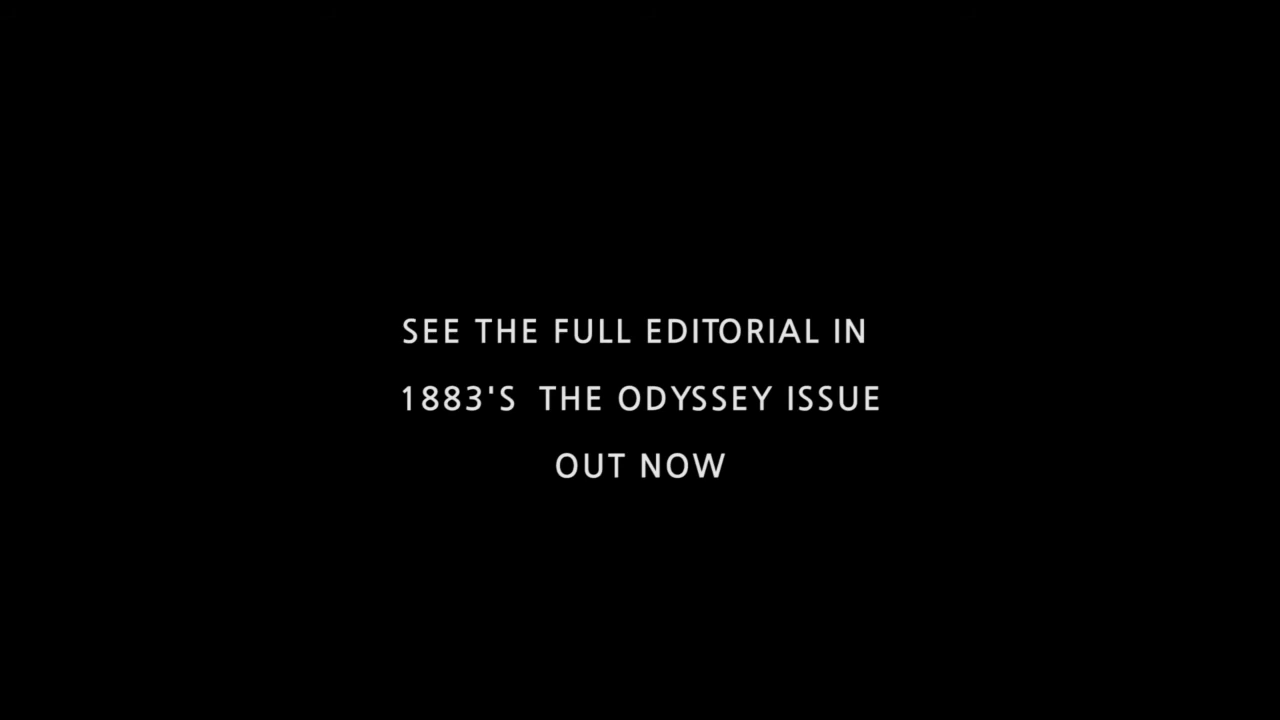 SEE THE FULL EDITORIAL IN
1883'S  THE ODYSSEY ISSUE
OUT NOW